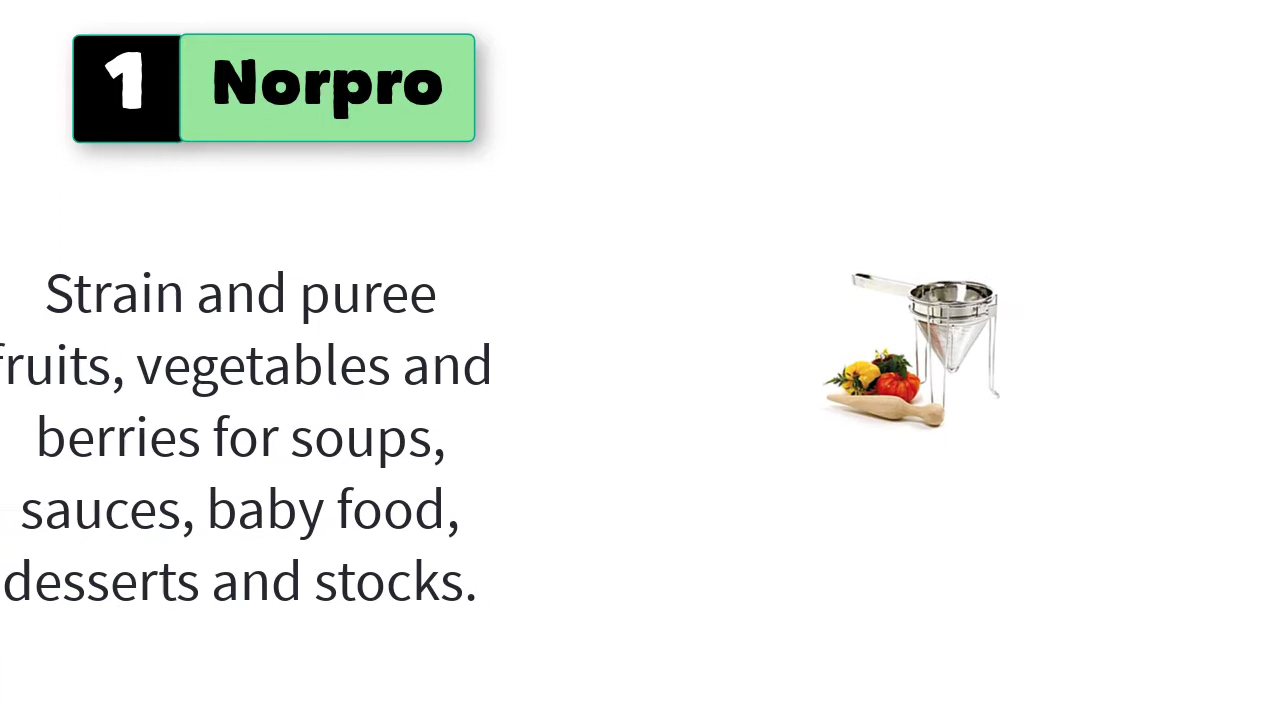 1 Norpro
Strain and puree
fruits, vegetables and
berries for soups,
sauces, baby food,
desserts and stocks.